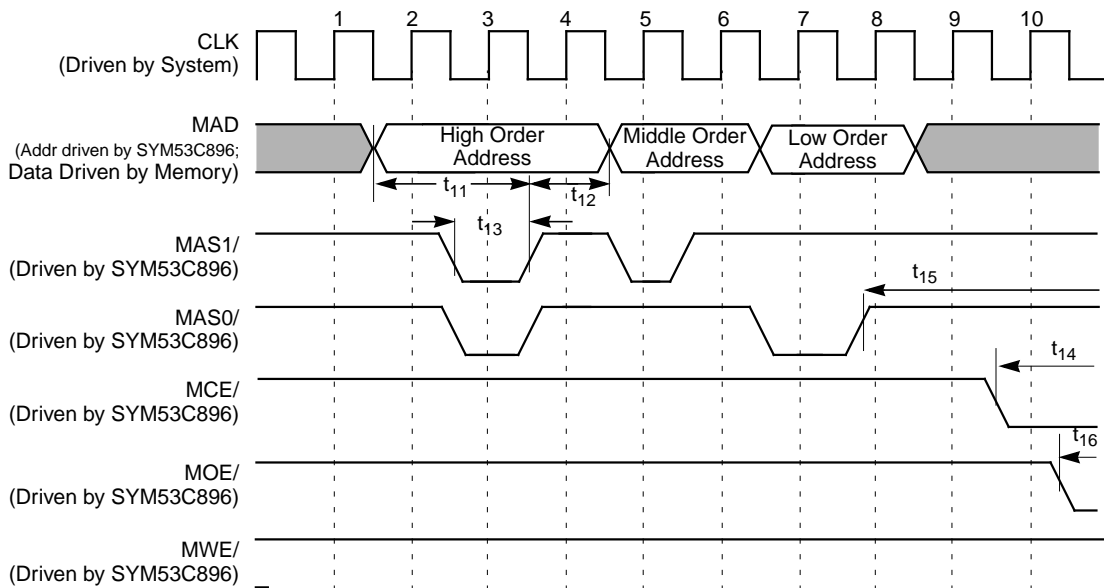 1 2 3 4 5 6 7 8 9 10
CLK
(Driven by System)
MAD
(Addr driven by SYM53C896;
Data Driven by Memory)
High Order
Address
Middle Order
Address
Low Order
Address
t11
t12
t13
MAS1/
(Driven by SYM53C896)
t15
MAS0/
(Driven by SYM53C896)
t14
MCE/
(Driven by SYM53C896)
t16
MOE/
(Driven by SYM53C896)
MWE/
(Driven by SYM53C896)